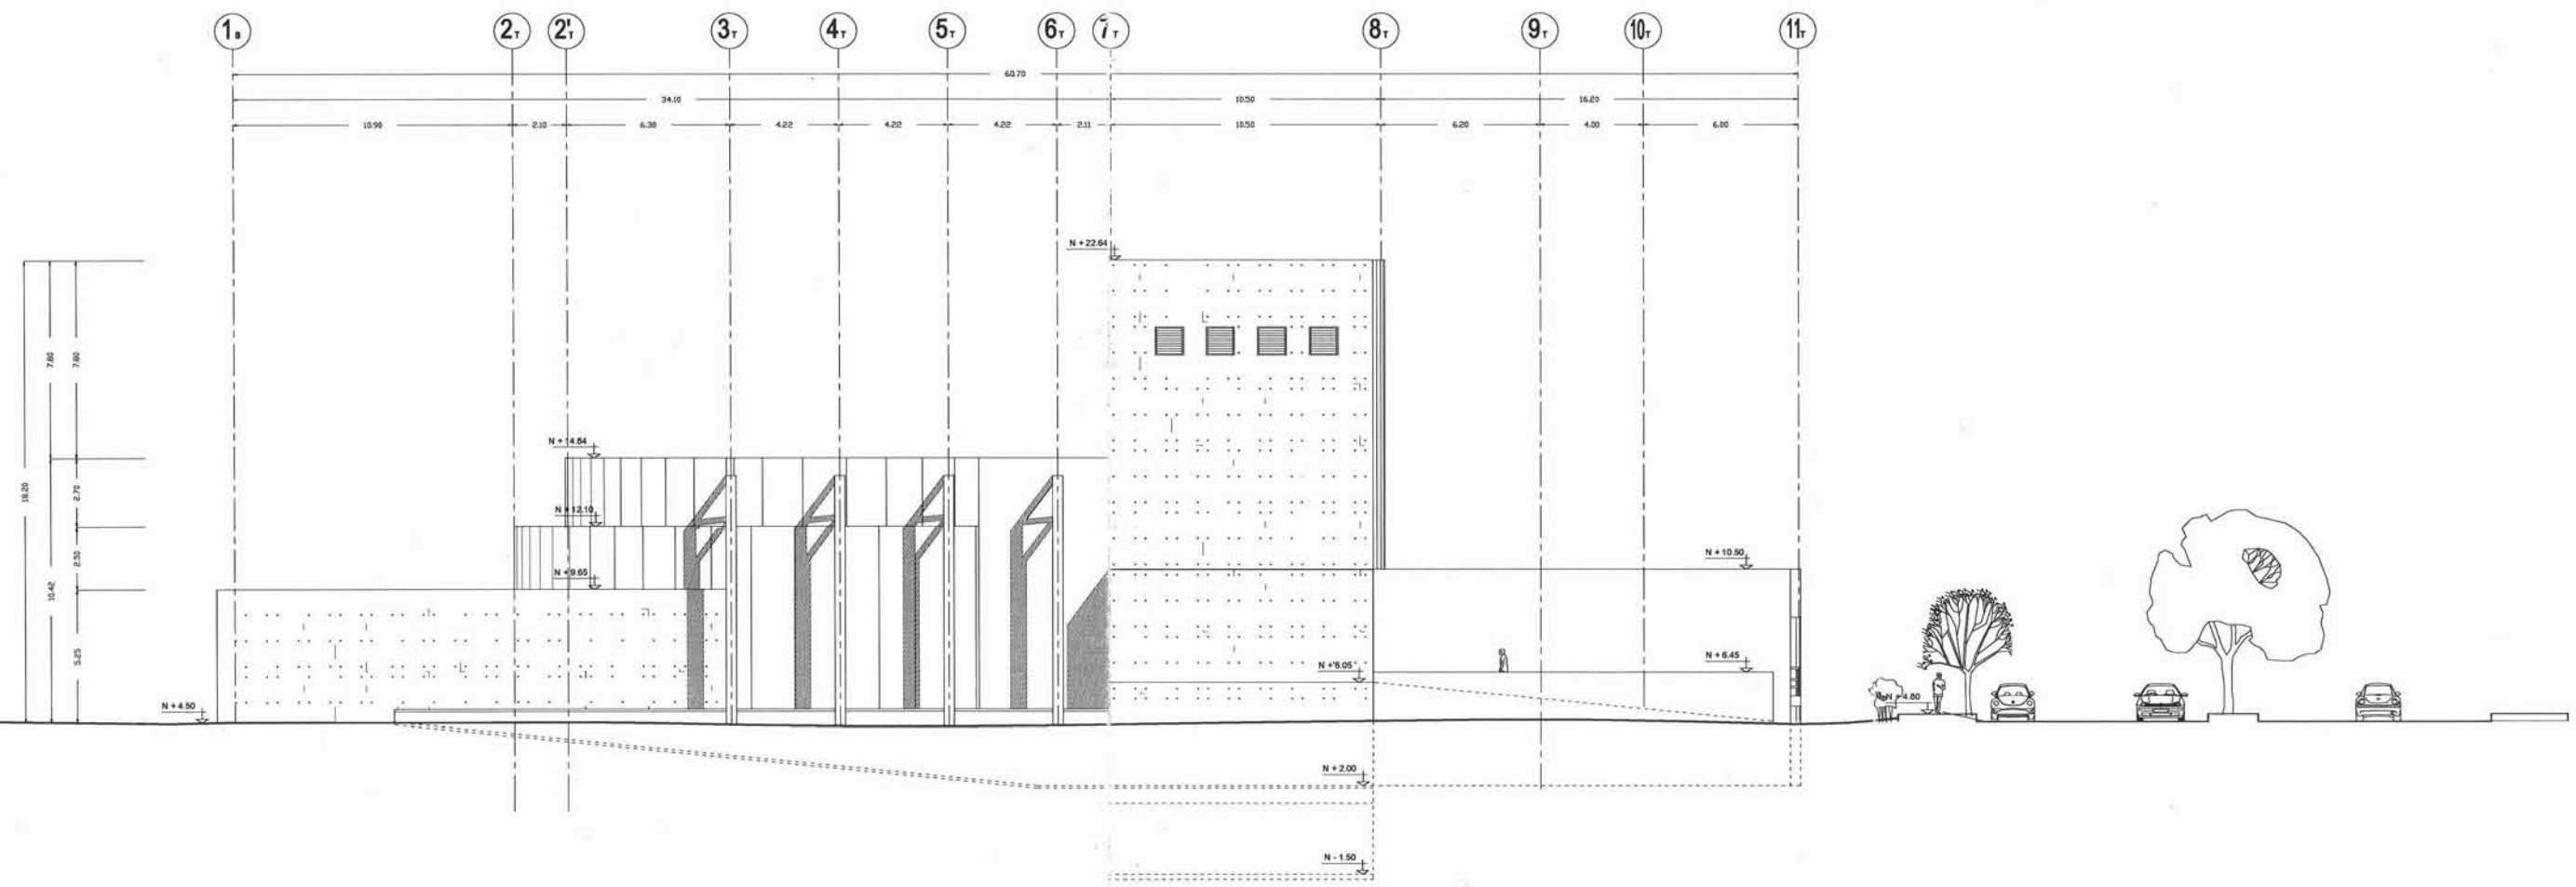 1B 2T 2'T 3T 4T 5T 6T 7T 8T 9T 10T 11T
60.70
34.10 10.50 16.20
10.90 2.10 6.30 4.22 4.22 4.22 2.11 10.50 6.20 4.00 6.00
N + 22.64
7.80 7.80
N + 14.84
18.20
2.70
N + 12.10
10.42
2.50
N + 9.65
5.25
N + 10.50
N + 6.45
N + 6.05
N + 4.50
N + 4.80
N + 2.00
N - 1.50